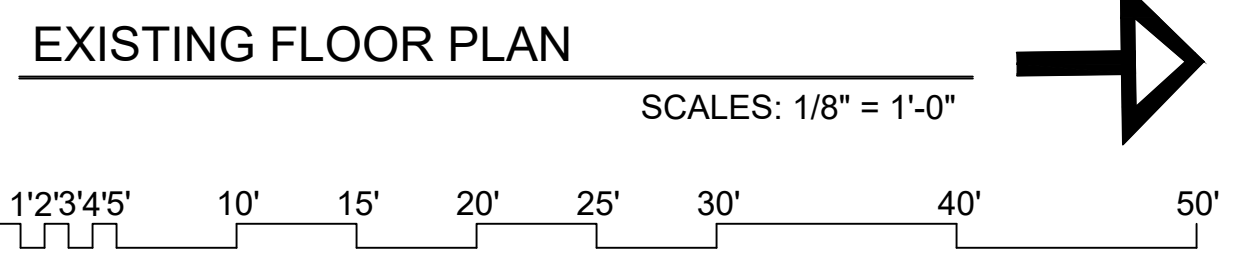 EXISTING FLOOR PLAN
SCALES: 1/8" = 1'-0"
1'2'3'4'5' 10' 15' 20' 25' 30' 40' 50'